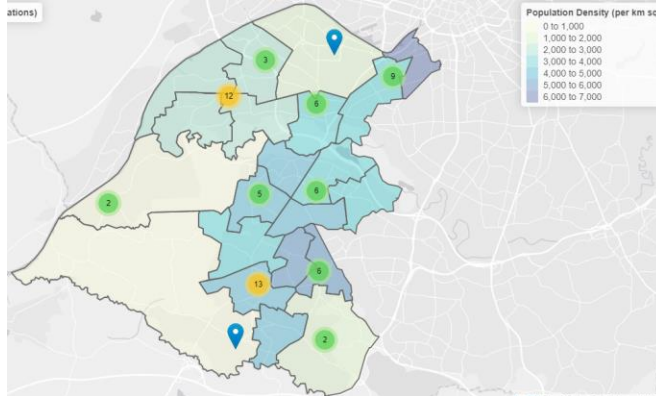 ations)
Population Density (per km sc
0 to 1,000
1,000 to 2,000
2,000 to 3,000
3,000 to 4,000
4,000 to 5,000
5,000 to 6,000
6,000 to 7,000
3
9
12
6
5
6
2
6
13
2